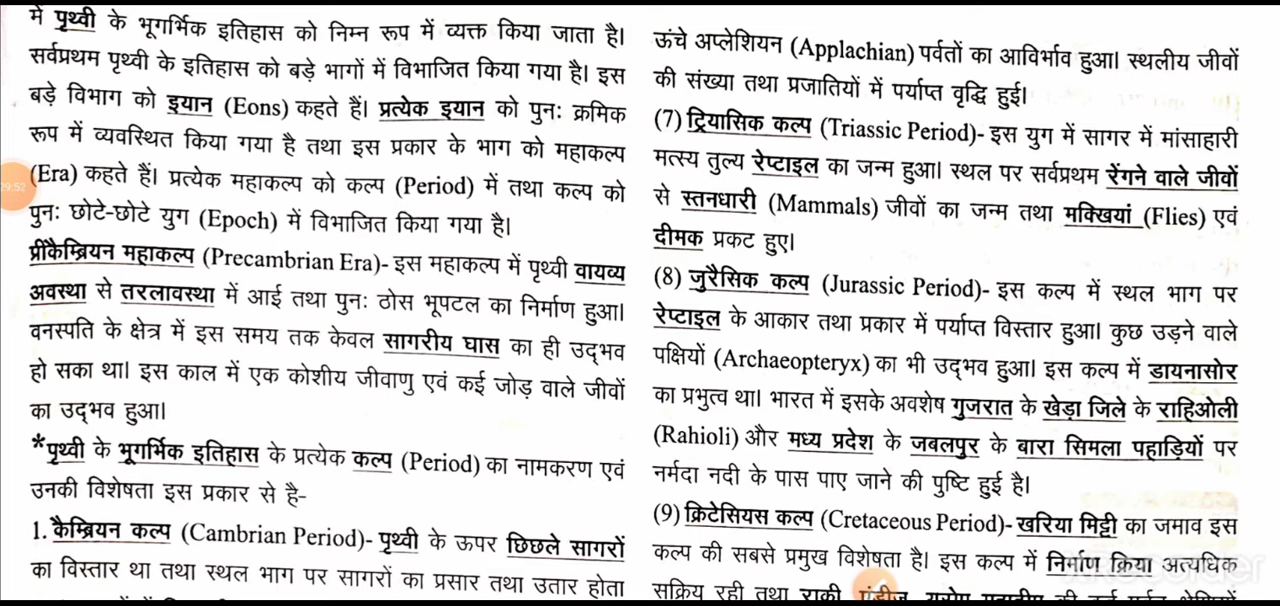 में पृथ्वी के भूगर्भिक इतिहास को निम्न रूप में व्यक्त किया जाता है।
सर्वप्रथम पृथ्वी के इतिहास को बड़े भागों में विभाजित किया गया है। इस
बड़े विभाग को इयान (Eons) कहते हैं। प्रत्येक इयान को पुनः क्रमिक
रूप में व्यवस्थित किया गया है तथा इस प्रकार के भाग को महाकल्प
(Era) कहते हैं। प्रत्येक महाकल्प को कल्प (Period) में तथा कल्प को
29:52
पुनः छोटे-छोटे युग (Epoch) में विभाजित किया गया है।
प्रींकैम्ब्रियन महाकल्प (Precambrian Era)- इस महाकल्प में पृथ्वी वायव्य
अवस्था से तरलावस्था में आई तथा पुनः ठोस भूपटल का निर्माण हुआ।
वनस्पति के क्षेत्र में इस समय तक केवल सागरीय घास का ही उद्भव
हो सका था। इस काल में एक कोशीय जीवाणु एवं कई जोड़ वाले जीवों
का उद्भव हुआ।
*पृथ्वी के भूगर्भिक इतिहास के प्रत्येक कल्प (Period) का नामकरण एवं
उनकी विशेषता इस प्रकार से है-
1. कैम्ब्रियन कल्प (Cambrian Period)- पृथ्वी के ऊपर छिछले सागरों
का विस्तार था तथा स्थल भाग पर सागरों का प्रसार तथा उतार होता
ऊंचे अप्लेशियन (Applachian) पर्वतों का आविर्भाव हुआ। स्थलीय जीवों
की संख्या तथा प्रजातियों में पर्याप्त वृद्धि हुई।
(7) ट्रियासिक कल्प (Triassic Period)- इस युग में सागर में मांसाहारी
मत्स्य तुल्य रेप्टाइल का जन्म हुआ। स्थल पर सर्वप्रथम रेंगने वाले जीवों
से स्तनधारी (Mammals) जीवों का जन्म तथा मक्खियां (Flies) एवं
दीमक प्रकट हुए।
(8) जुरैसिक कल्प (Jurassic Period)- इस कल्प में स्थल भाग पर
रेप्टाइल के आकार तथा प्रकार में पर्याप्त विस्तार हुआ। कुछ उड़ने वाले
पक्षियों (Archaeopteryx) का भी उद्भव हुआ। इस कल्प में डायनासोर
का प्रभुत्व था। भारत में इसके अवशेष गुजरात के खेड़ा जिले के राहिओली
(Rahioli) और मध्य प्रदेश के जबलपुर के बारा सिमला पहाड़ियों पर
नर्मदा नदी के पास पाए जाने की पुष्टि हुई है।
(9) क्रिटेसियस कल्प (Cretaceous Period)- खरिया मिट्टी का जमाव इस
कल्प की सबसे प्रमुख विशेषता है। इस कल्प में निर्माण क्रिया अत्यधिक
सक्रिय रही तथा राकी